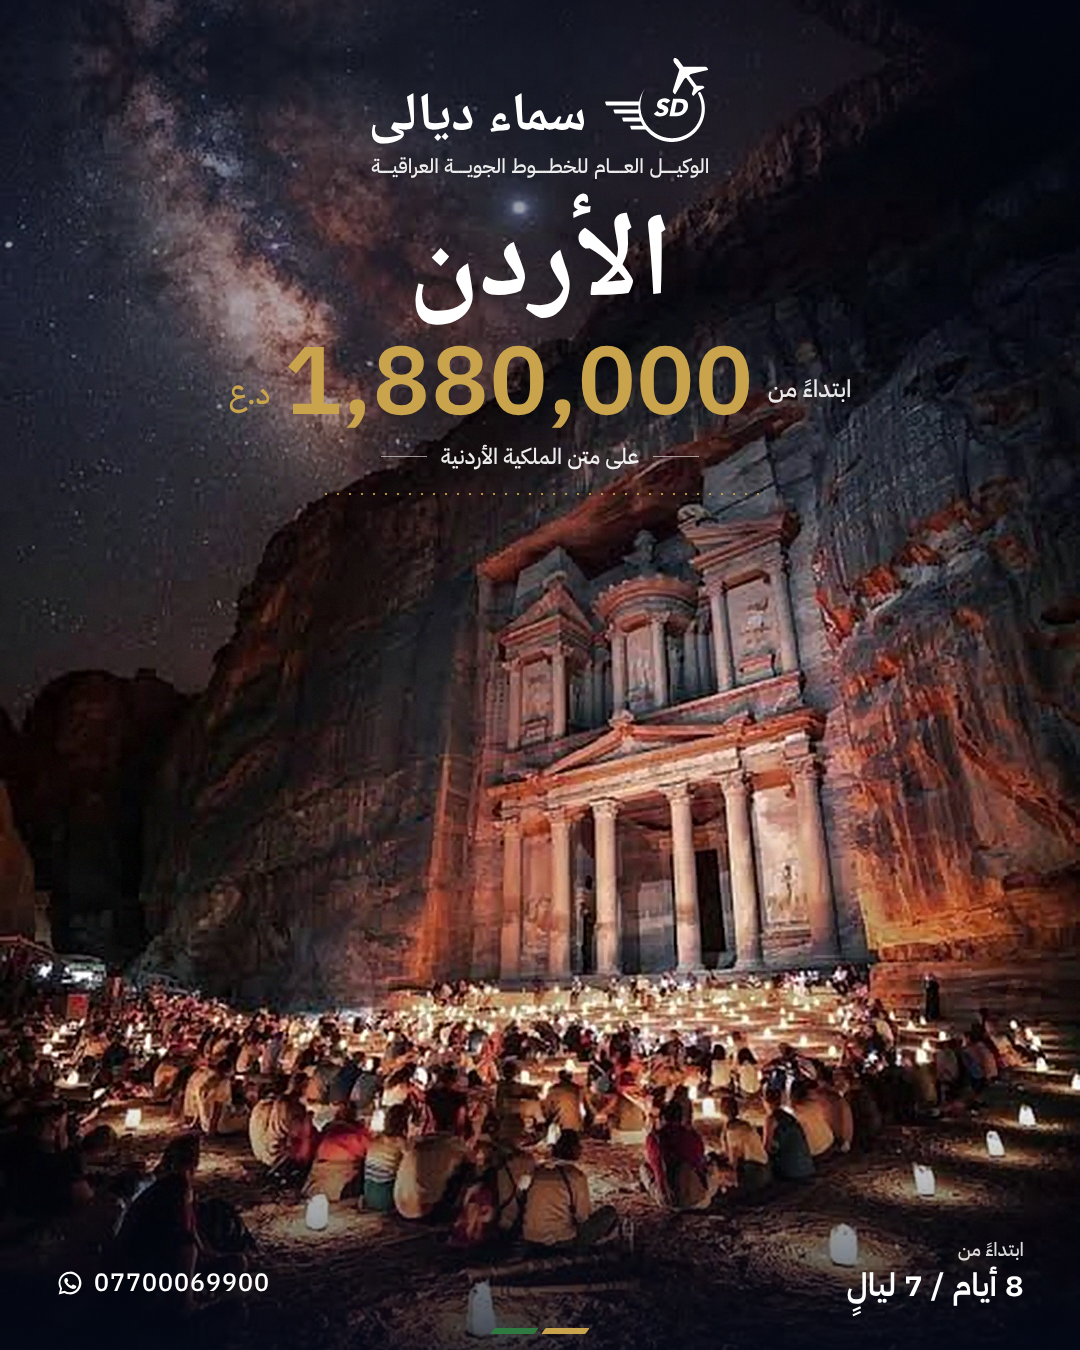 سماء ديالى
SD
الوكيـل العـام للخطـوط الجويـة العراقيـة
الأردن
ابتداءً من 1,880,000 د.ع
على متن الملكية الأردنية
ابتداءً من
8 أيام / 7 ليالٍ
07700069900